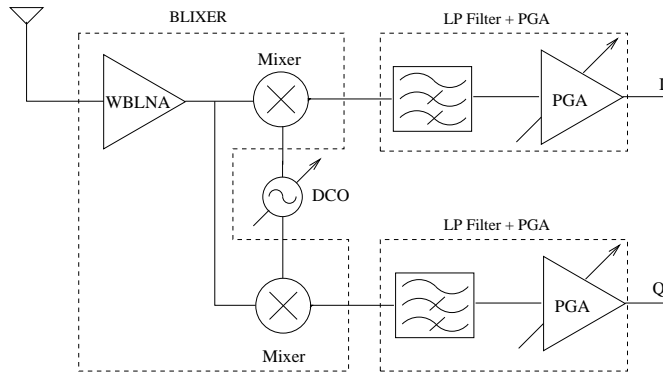 BLIXER
LP Filter + PGA
Mixer
WBLNA
PGA
I
DCO
LP Filter + PGA
Q
PGA
Mixer